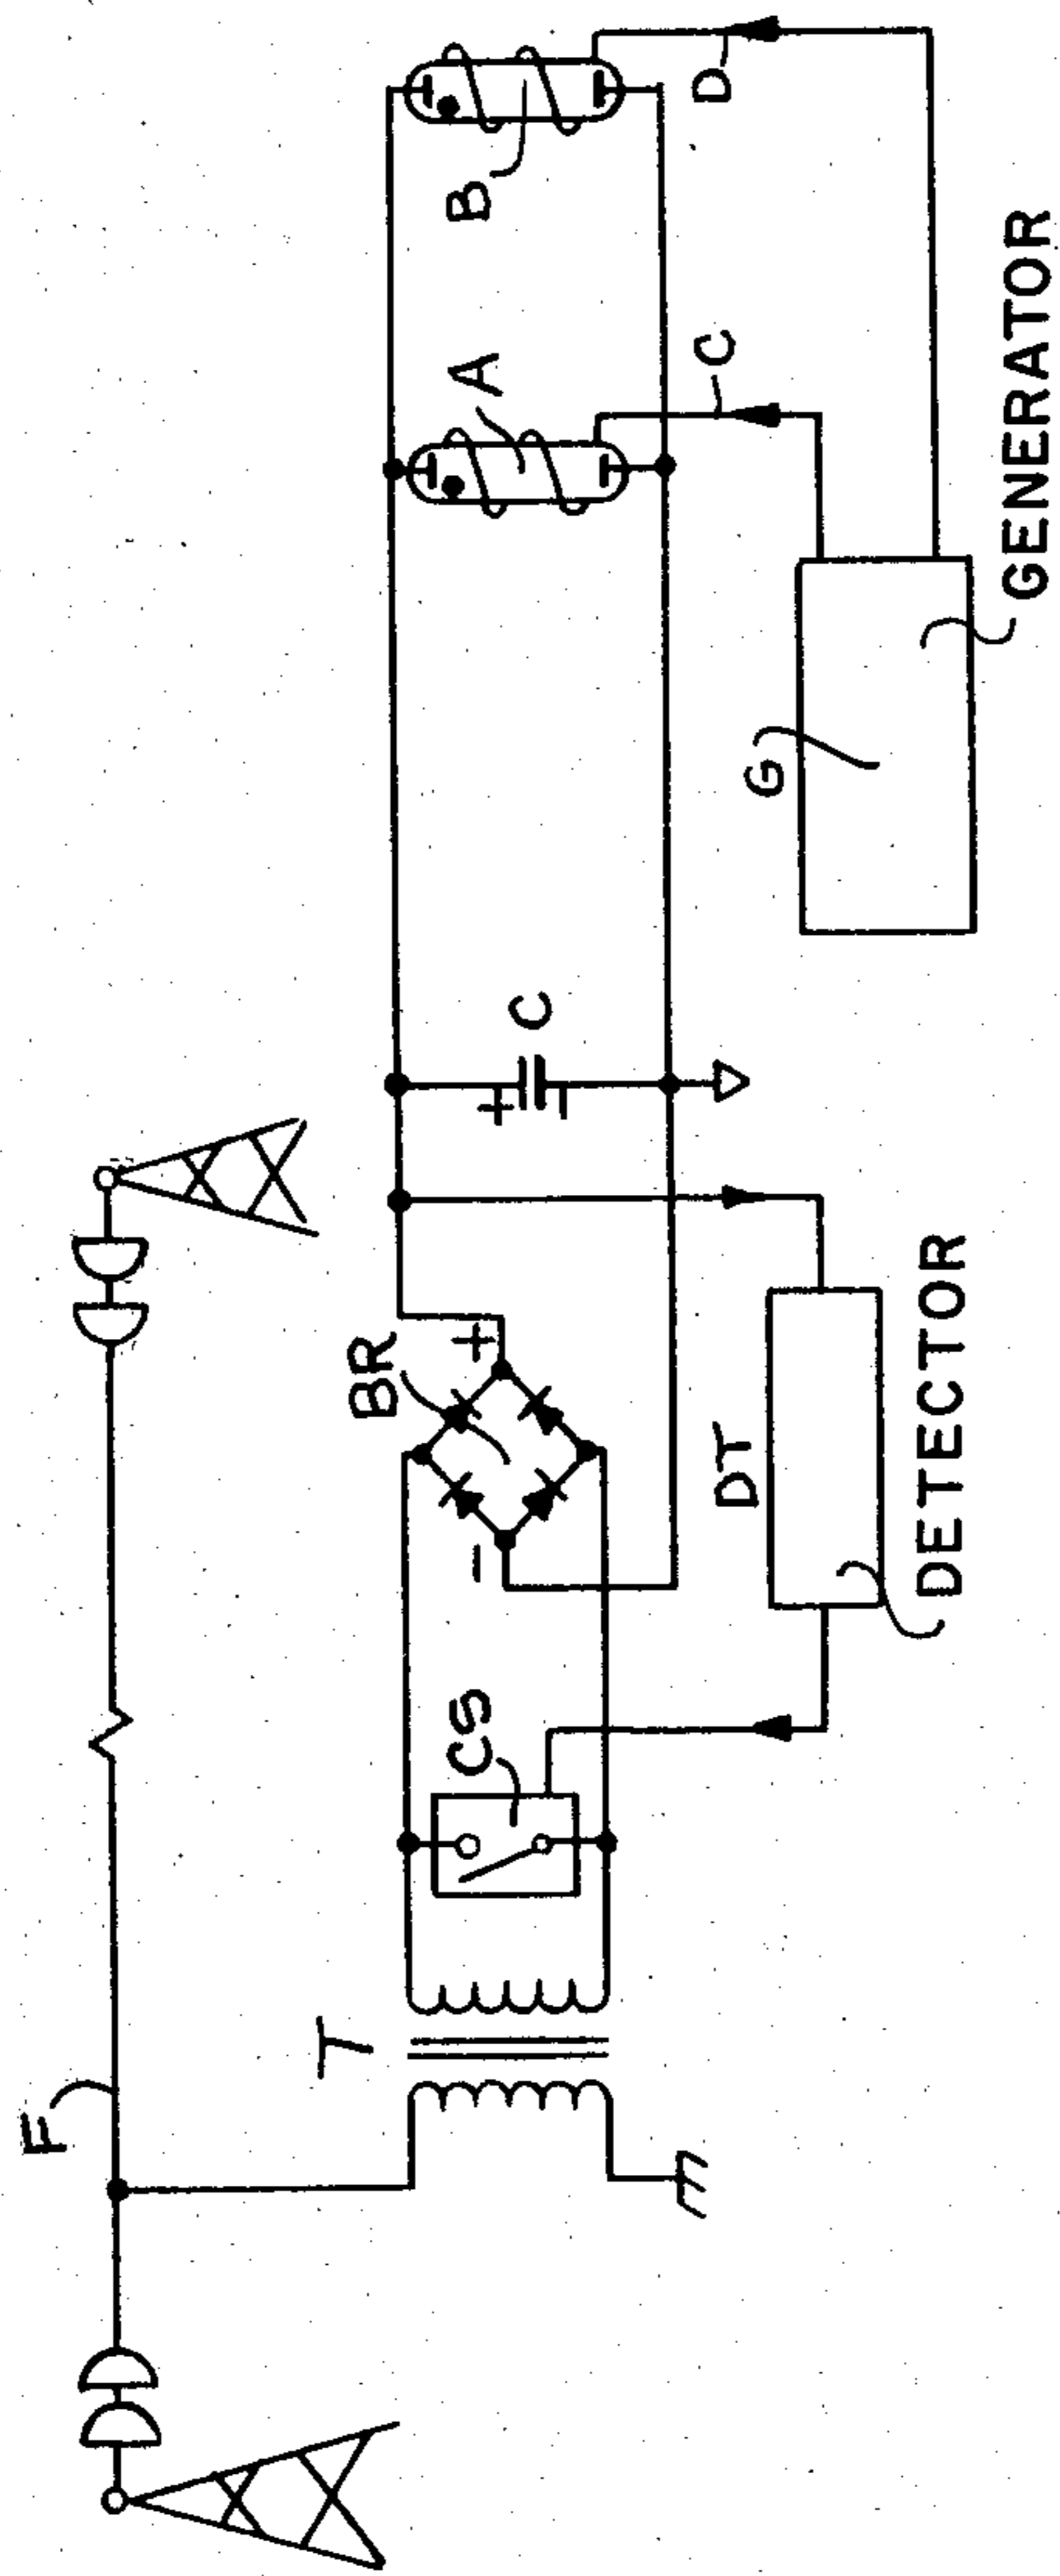 F
T
CS
BR
+
-
DT
DETECTOR
+
C
G
GENERATOR
A
B
C
D